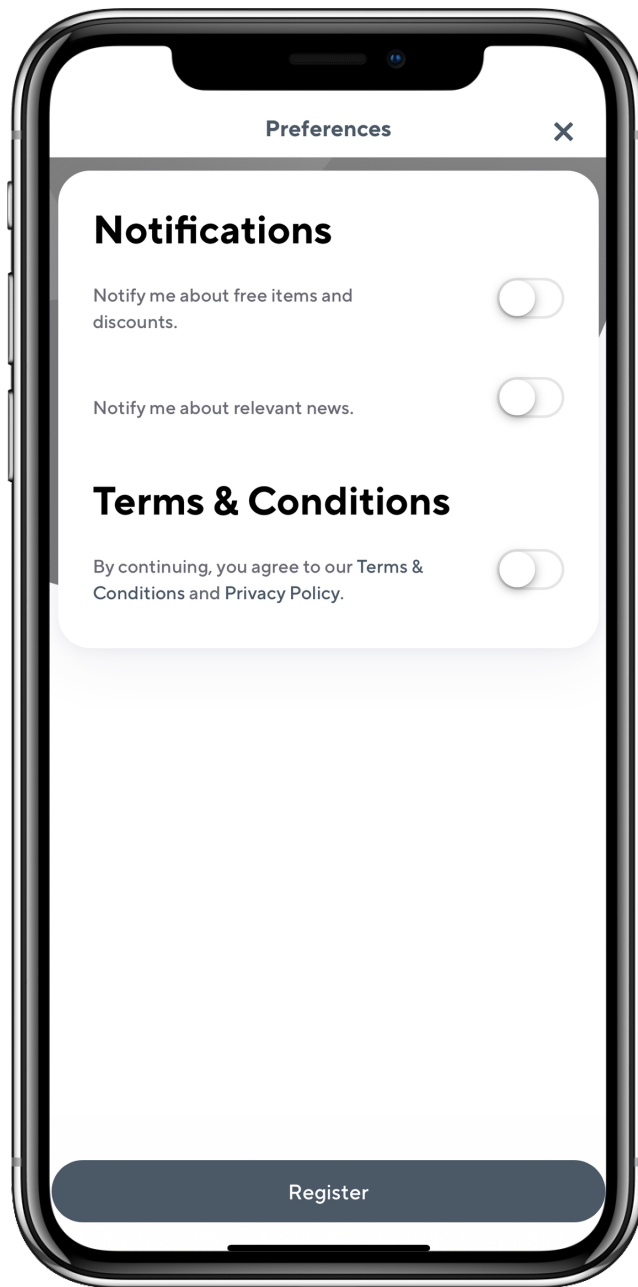 Preferences
Notifications
Notify me about free items and
discounts.
Notify me about relevant news.
Terms & Conditions
By continuing, you agree to our Terms &
Conditions and Privacy Policy.
Register